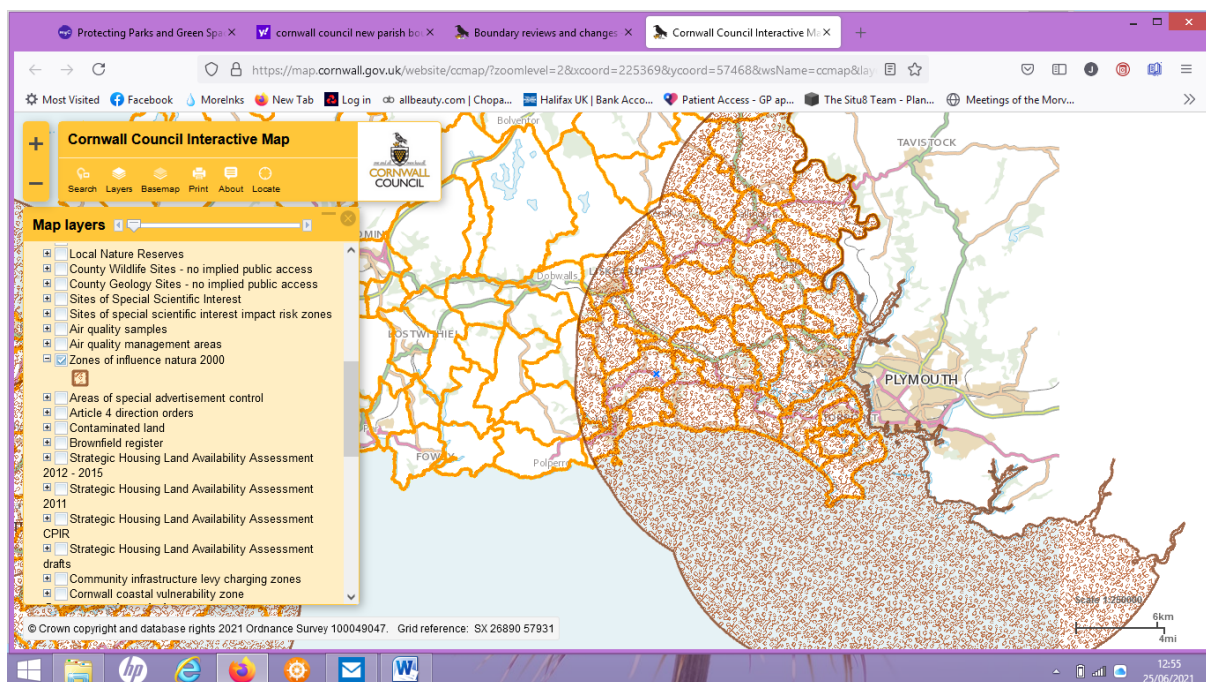 Protecting Parks and Green Spa
cornwall council new parish bo
Boundary reviews and changes
Cornwall Council Interactive Ma
https://map.cornwall.gov.uk/website/ccmap/?zoomlevel=2&xcoord=225369&ycoord=57468&wsName=ccmap&lay
Most Visited Facebook MoreInks New Tab Log in allbeauty.com | Chopa... Halifax UK | Bank Acco... Patient Access - GP ap... The Situ8 Team - Plan... Meetings of the Morv...
Cornwall Council Interactive Map
Search Layers Basemap Print About Locate
CORNWALL
COUNCIL
Map layers
Local Nature Reserves
County Wildlife Sites - no implied public access
County Geology Sites - no implied public access
Sites of Special Scientific Interest
Sites of special scientific interest impact risk zones
Air quality samples
Air quality management areas
Zones of influence natura 2000
Areas of special advertisement control
Article 4 direction orders
Contaminated land
Brownfield register
Strategic Housing Land Availability Assessment
2012 - 2015
Strategic Housing Land Availability Assessment
2011
Strategic Housing Land Availability Assessment
CPIR
Strategic Housing Land Availability Assessment
drafts
Community infrastructure levy charging zones
Cornwall coastal vulnerability zone
Bolventor
TAVISTOCK
Dobwalls
LISKEARD
LOSTWITHIEL
PLYMOUTH
FOWEY
Polperro
Scale 1:250000
6km
4mi
© Crown copyright and database rights 2021 Ordnance Survey 100049047. Grid reference: SX 26890 57931
12:55
25/06/2021